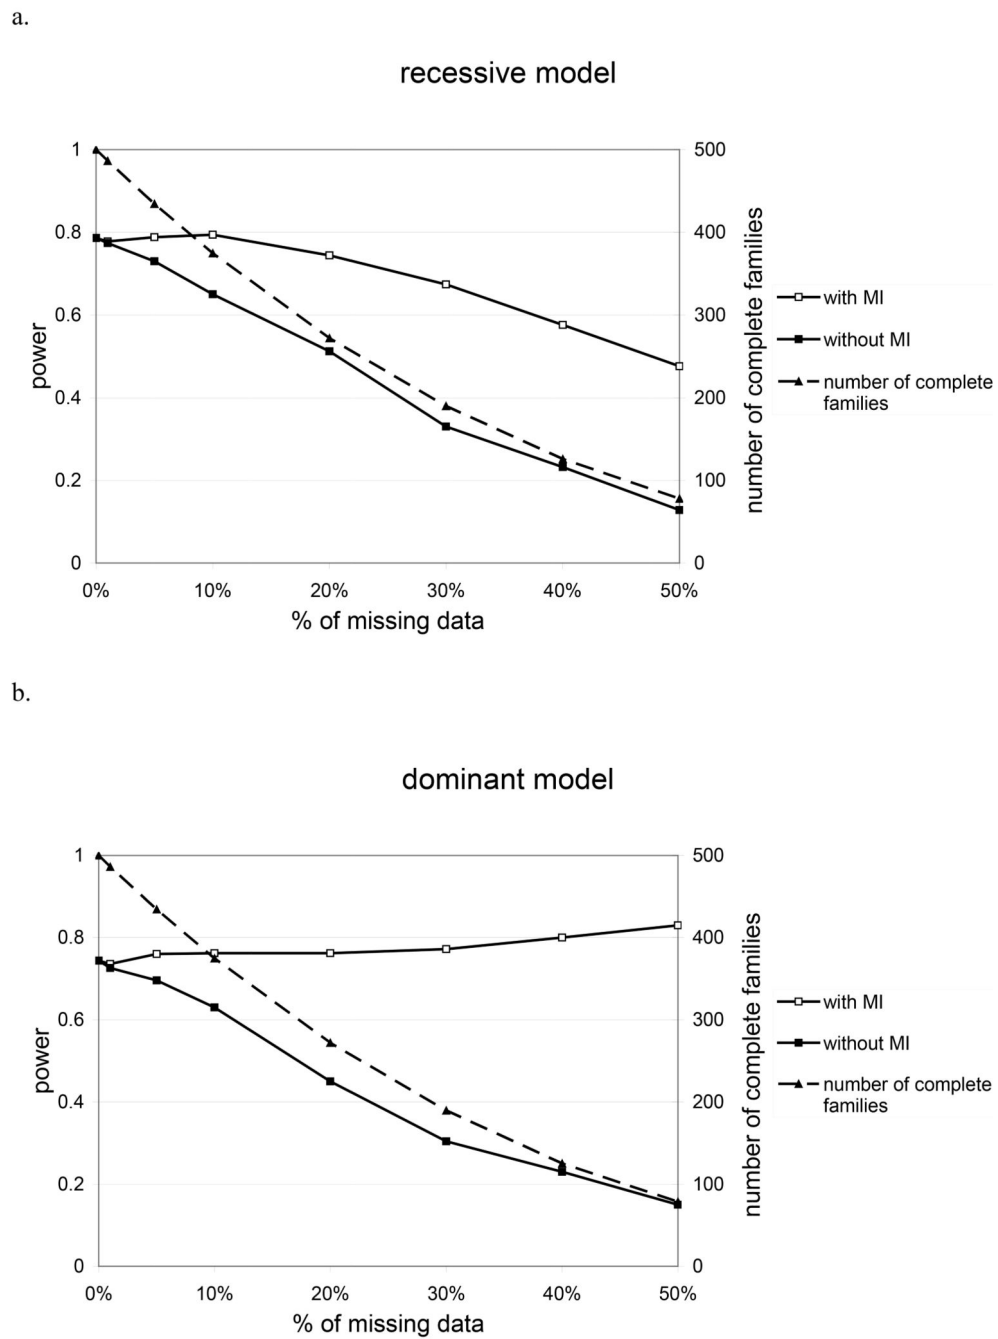 a.
recessive model
1
0.8
0.6
0.4
0.2
0
power
500
400
300
200
100
0
number of complete families
0% 10% 20% 30% 40% 50%
% of missing data
with MI
without MI
number of complete
families
b.
dominant model
1
0.8
0.6
0.4
0.2
0
power
500
400
300
200
100
0
number of complete families
0% 10% 20% 30% 40% 50%
% of missing data
with MI
without MI
number of complete
families